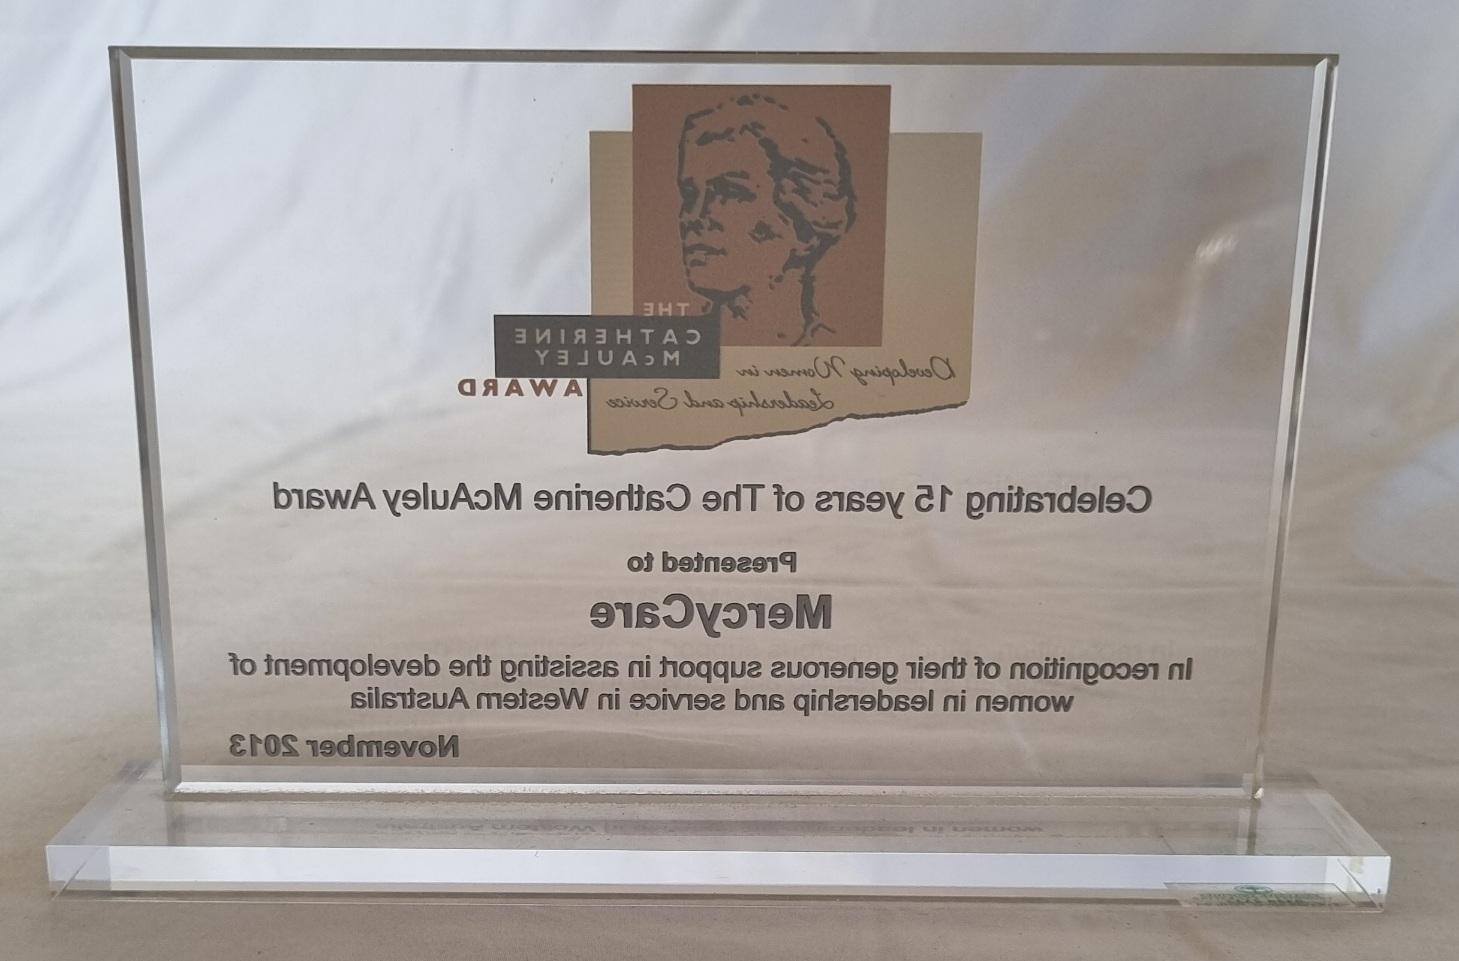 THE
CATHERINE
McAULEY
AWARD
Developing Women in
Leadership and Service
Celebrating 15 years of The Catherine McAuley Award
Presented to
MercyCare
In recognition of their generous support in assisting the development of
women in leadership and service in Western Australia
November 2013